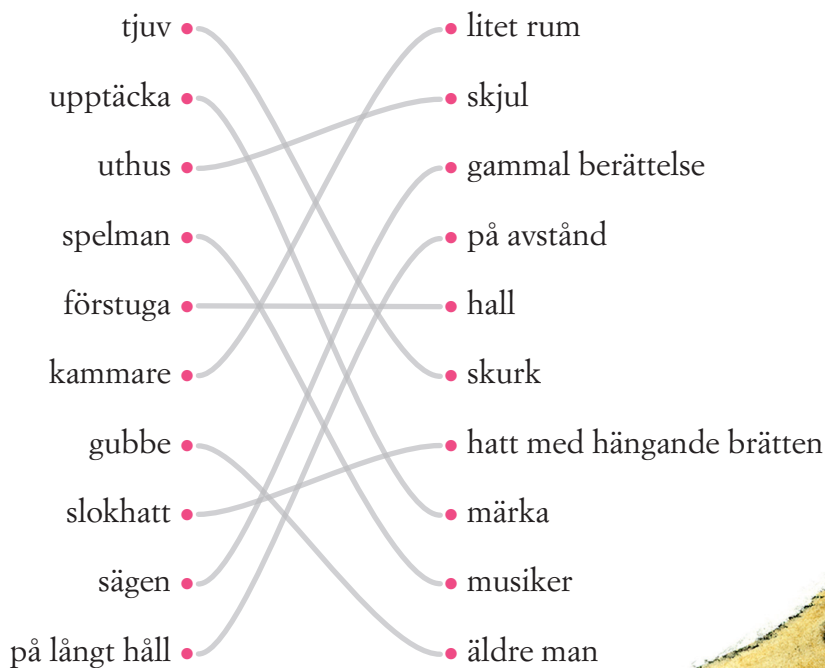 tjuv litet rum
upptäcka skjul
uthus gammal berättelse
spelman på avstånd
förstuga hall
kammare skurk
gubbe hatt med hängande brätten
slokhatt märka
sägen musiker
på långt håll äldre man